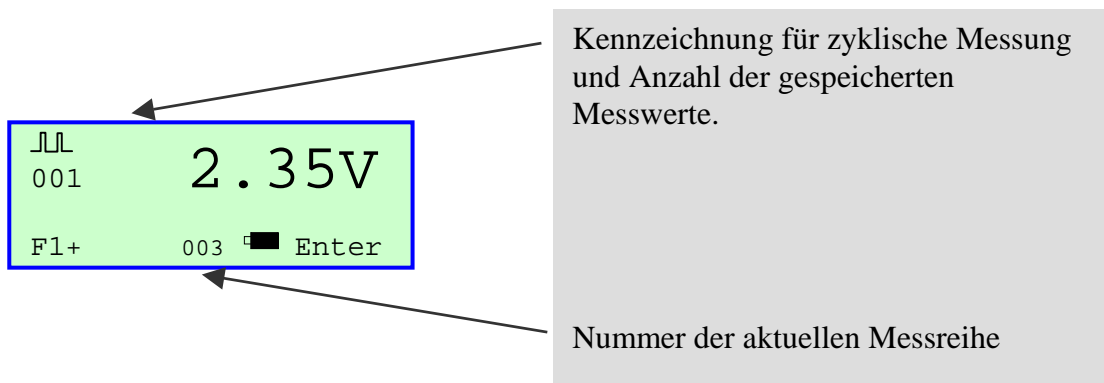 Kennzeichnung für zyklische Messung
und Anzahl der gespeicherten
Messwerte.
001 2.35V
F1+ 003 Enter
Nummer der aktuellen Messreihe